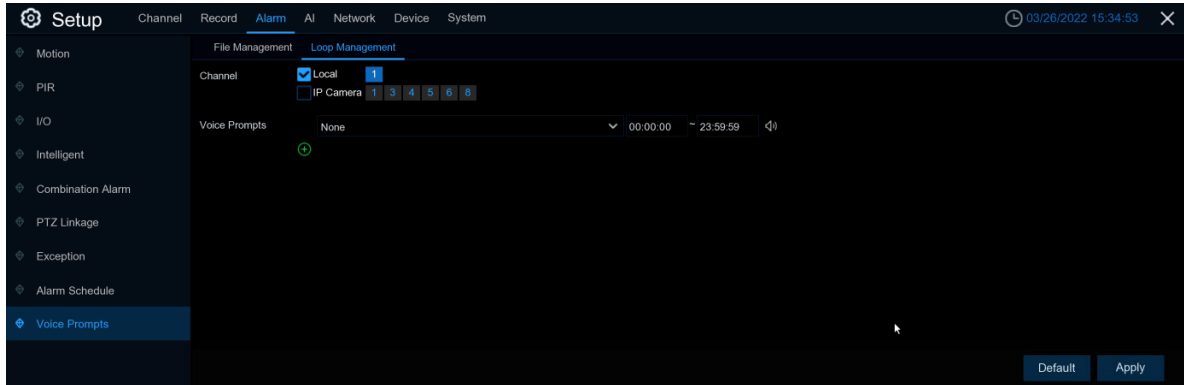 Setup Channel Record Alarm AI Network Device System 03/26/2022 15:34:53
Motion
PIR
I/O
Intelligent
Combination Alarm
PTZ Linkage
Exception
Alarm Schedule
Voice Prompts
File Management Loop Management
Channel Local 1
IP Camera 1 3 4 5 6 8
Voice Prompts None 00:00:00 ~ 23:59:59
Default Apply